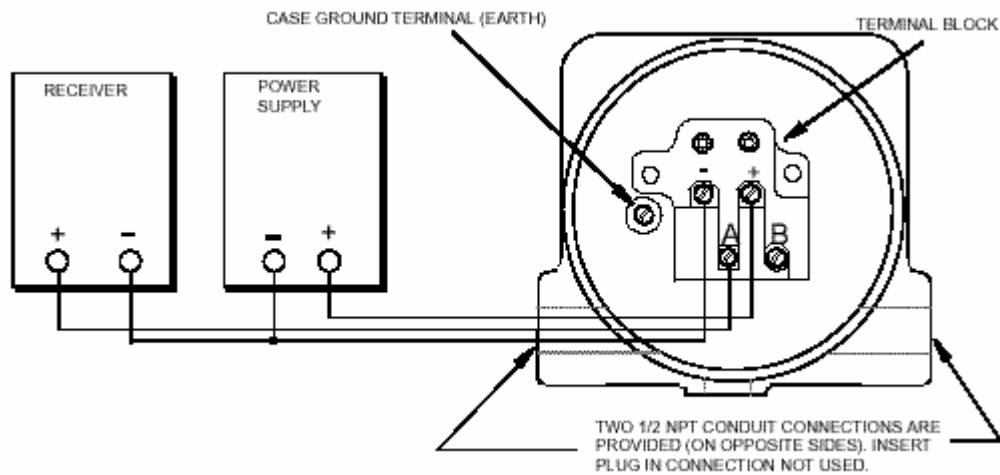 CASE GROUND TERMINAL (EARTH)
TERMINAL BLOCK
RECEIVER
POWER
SUPPLY
+ -
- +
- +
A B
TWO 1/2 NPT CONDUIT CONNECTIONS ARE
PROVIDED (ON OPPOSITE SIDES). INSERT
PLUG IN CONNECTION NOT USED.